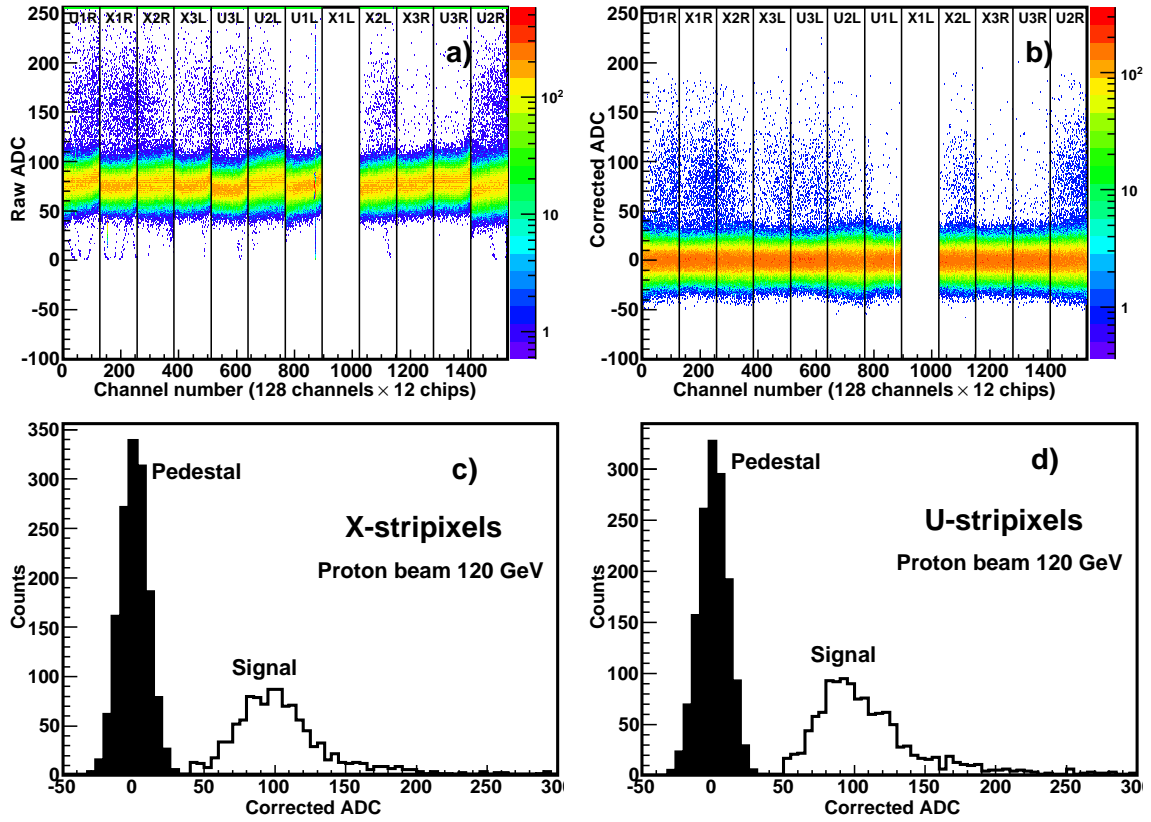 U1R X1R X2R X3L U3L U2L U1L X1L X2L X3R U3R U2R
a)
250
200
150
100
50
0
-50
-100
Raw ADC
10²
10
1
0 200 400 600 800 1000 1200 1400
Channel number (128 channels × 12 chips)
U1R X1R X2R X3L U3L U2L U1L X1L X2L X3R U3R U2R
b)
250
200
150
100
50
0
-50
-100
Corrected ADC
10²
10
1
0 200 400 600 800 1000 1200 1400
Channel number (128 channels × 12 chips)
350
300
250
200
150
100
50
0
Counts
Pedestal
c)
X-stripixels
Proton beam 120 GeV
Signal
-50 0 50 100 150 200 250 300
Corrected ADC
300
250
200
150
100
50
0
Counts
Pedestal
d)
U-stripixels
Proton beam 120 GeV
Signal
-50 0 50 100 150 200 250 300
Corrected ADC